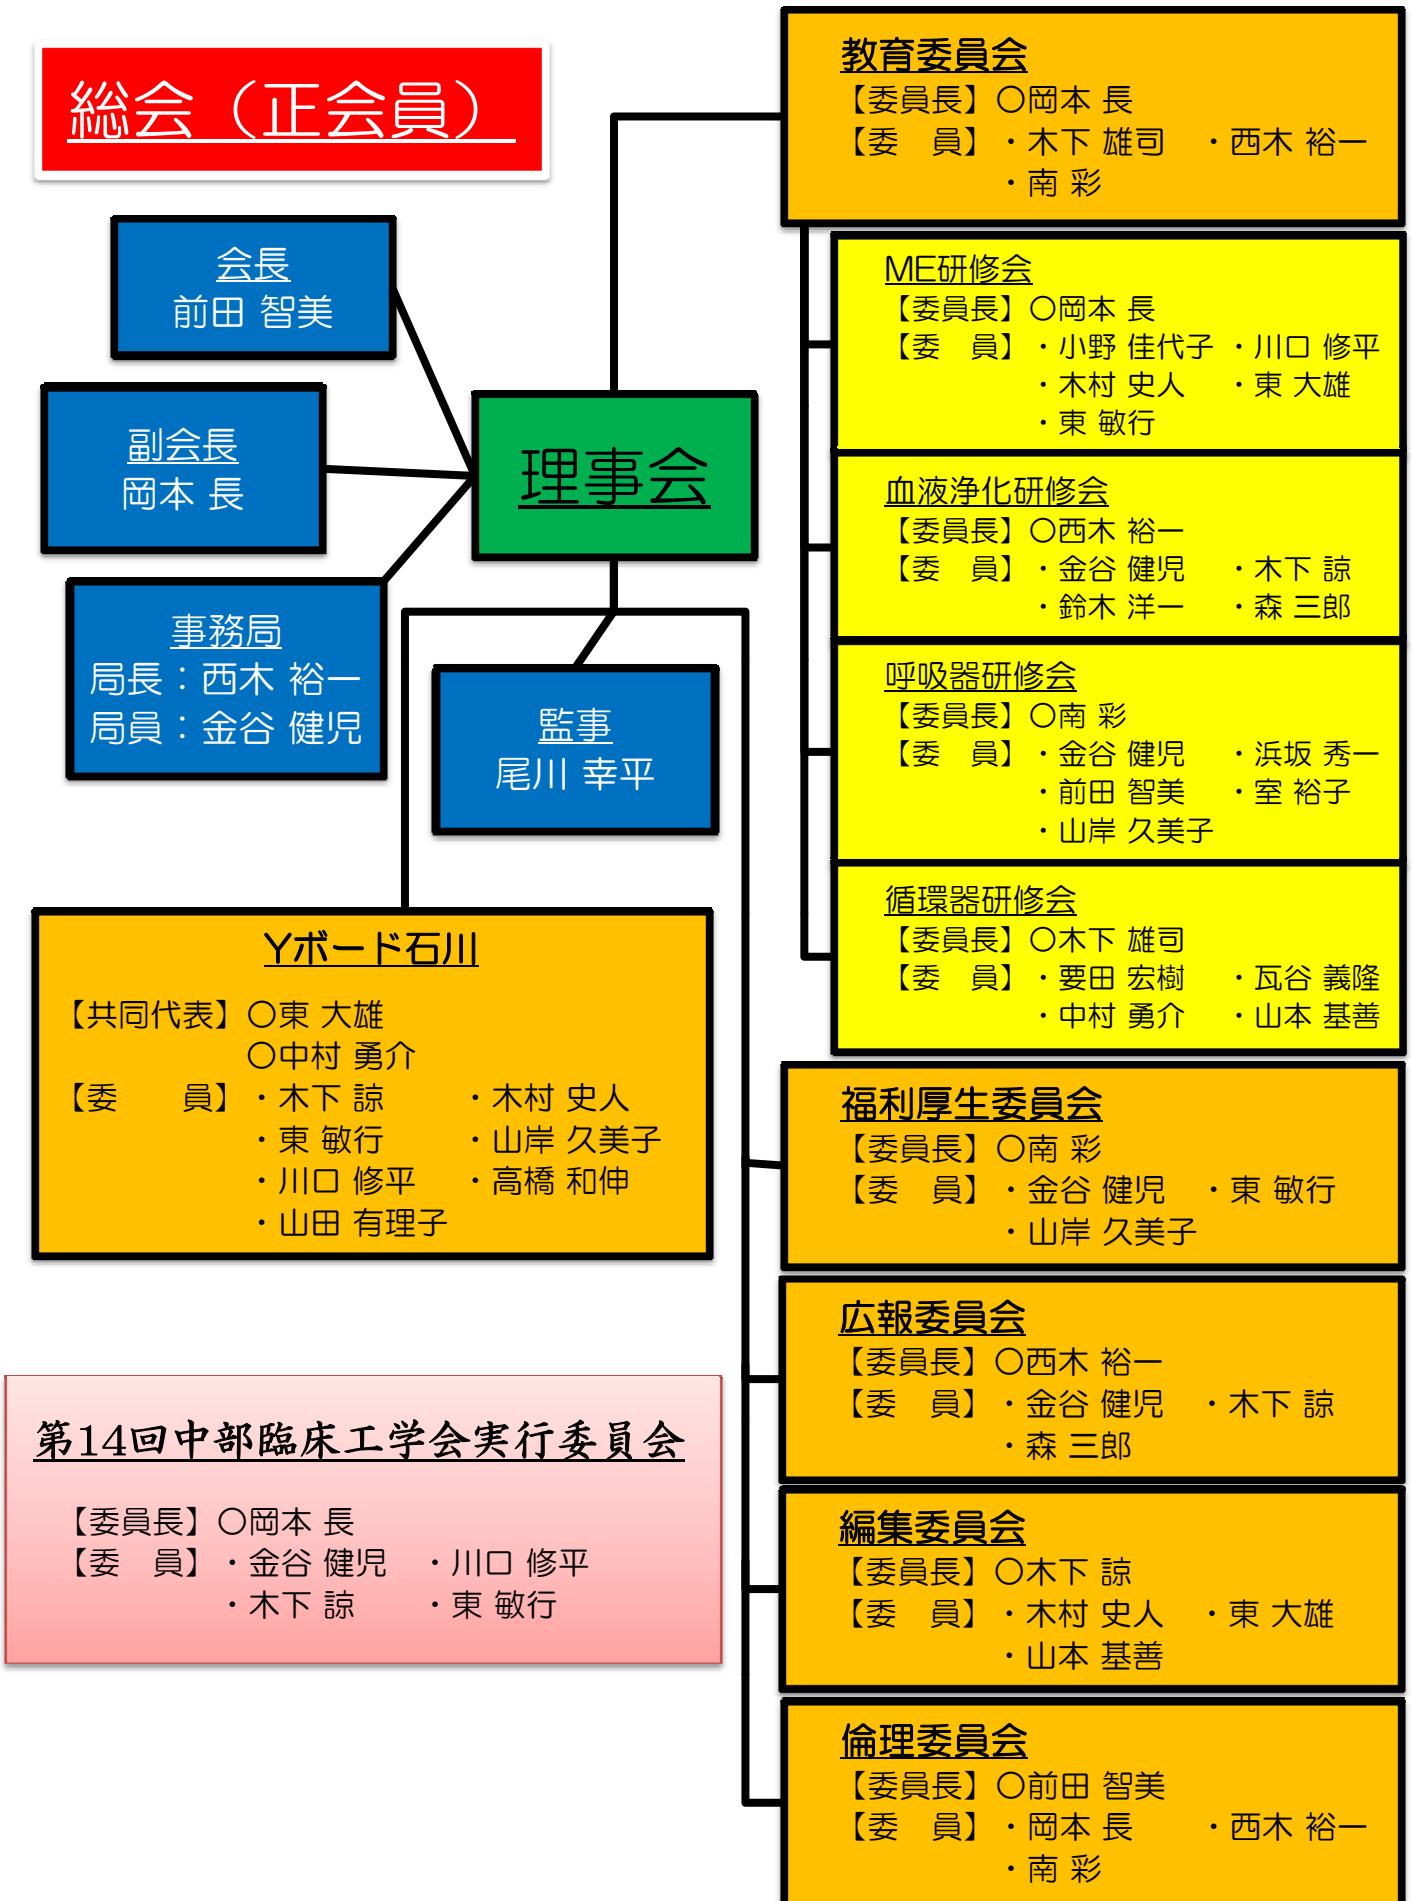 総会（正会員）
会長
前田 智美
副会長
岡本 長
事務局
局長：西木 裕一
局員：金谷 健児
理事会
監事
尾川 幸平
教育委員会
【委員長】〇岡本 長
【委　員】・木下 雄司　・西木 裕一
・南 彩
ME研修会
【委員長】〇岡本 長
【委　員】・小野 佳代子 ・川口 修平
・木村 史人　・東 大雄
・東 敏行
血液浄化研修会
【委員長】〇西木 裕一
【委　員】・金谷 健児　・木下 諒
・鈴木 洋一　・森 三郎
呼吸器研修会
【委員長】〇南 彩
【委　員】・金谷 健児　・浜坂 秀一
・前田 智美　・室 裕子
・山岸 久美子
循環器研修会
【委員長】〇木下 雄司
【委　員】・要田 宏樹　・瓦谷 義隆
・中村 勇介　・山本 基善
Yボード石川
【共同代表】〇東 大雄
〇中村 勇介
【委　　員】・木下 諒　・木村 史人
・東 敏行　・山岸 久美子
・川口 修平　・高橋 和伸
・山田 有理子
福利厚生委員会
【委員長】〇南 彩
【委　員】・金谷 健児　・東 敏行
・山岸 久美子
広報委員会
【委員長】〇西木 裕一
【委　員】・金谷 健児　・木下 諒
・森 三郎
編集委員会
【委員長】〇木下 諒
【委　員】・木村 史人　・東 大雄
・山本 基善
倫理委員会
【委員長】〇前田 智美
【委　員】・岡本 長　・西木 裕一
・南 彩
第14回中部臨床工学会実行委員会
【委員長】〇岡本 長
【委　員】・金谷 健児　・川口 修平
・木下 諒　・東 敏行